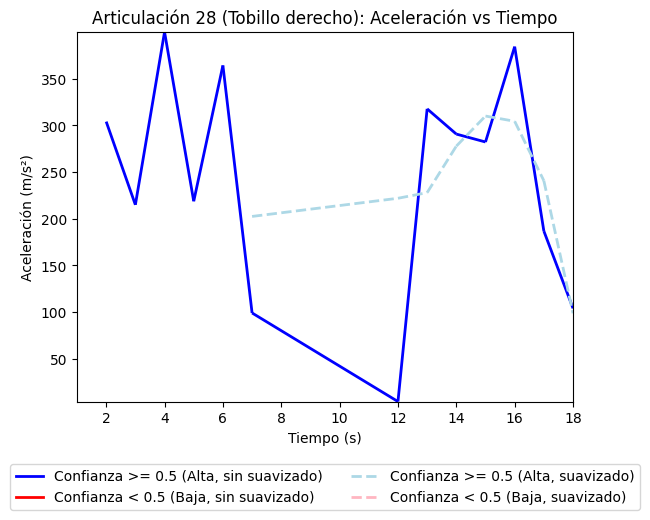 Articulación 28 (Tobillo derecho): Aceleración vs Tiempo
Aceleración (m/s²)
350
300
250
200
150
100
50
2 4 6 8 10 12 14 16 18
Tiempo (s)
Confianza >= 0.5 (Alta, sin suavizado)
Confianza < 0.5 (Baja, sin suavizado)
Confianza >= 0.5 (Alta, suavizado)
Confianza < 0.5 (Baja, suavizado)